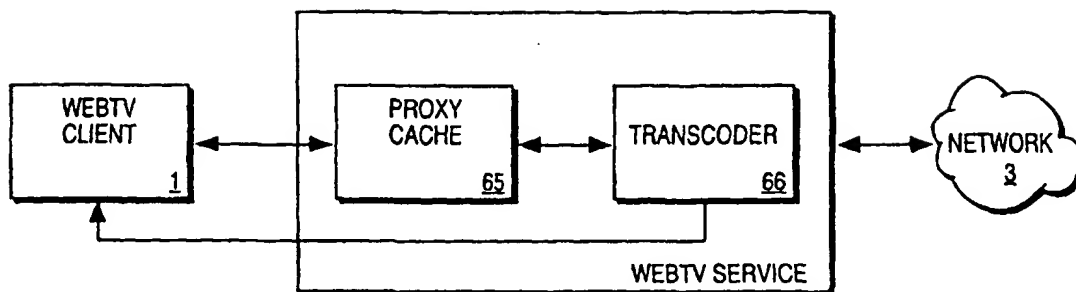 WEBTV
CLIENT
1
PROXY
CACHE
65
TRANSCODER
66
NETWORK
3
WEBTV SERVICE